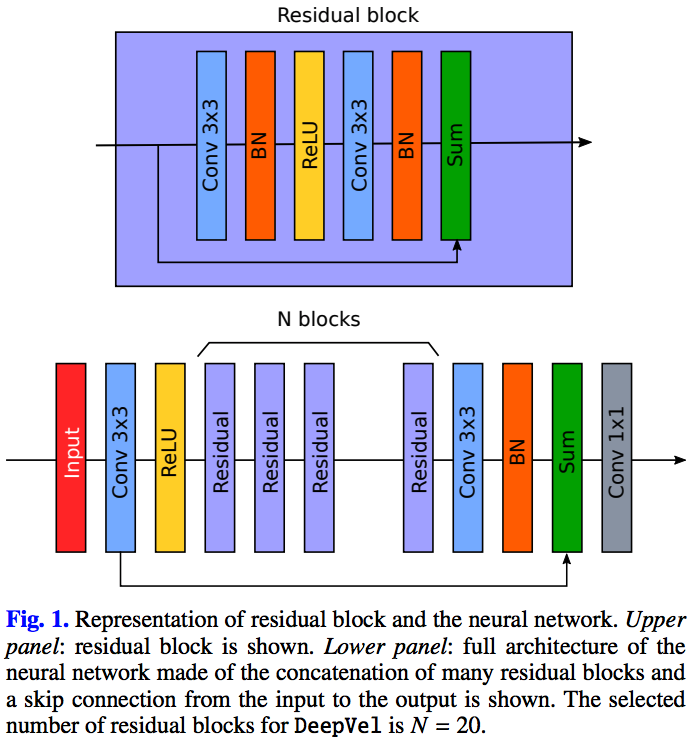 Residual block
Conv 3x3
BN
ReLU
Conv 3x3
BN
Sum
N blocks
Input
Conv 3x3
ReLU
Residual
Residual
Residual
Residual
Conv 3x3
BN
Sum
Conv 1x1
Fig. 1. Representation of residual block and the neural network. Upper
panel: residual block is shown. Lower panel: full architecture of the
neural network made of the concatenation of many residual blocks and
a skip connection from the input to the output is shown. The selected
number of residual blocks for DeepVel is N = 20.